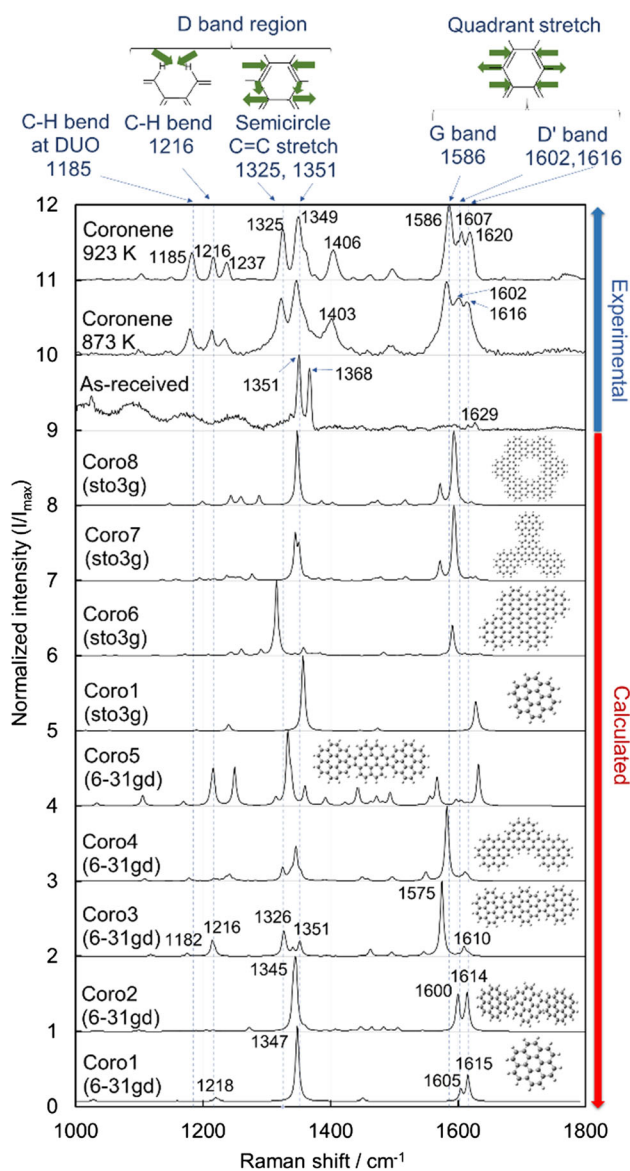 D band region
Quadrant stretch
H H
C-H bend
at DUO
1185
C-H bend
1216
Semicircle
C=C stretch
1325, 1351
G band
1586
D' band
1602,1616
12
Coronene
923 K
1185
1216
1237
1325
1349
1406
1586
1607
1620
11
Coronene
873 K
1403
1602
1616
10
As-received
1351
1368
1629
9
Coro8
(sto3g)
8
Coro7
(sto3g)
7
Coro6
(sto3g)
6
Coro1
(sto3g)
5
Coro5
(6-31gd)
4
Coro4
(6-31gd)
3
Coro3
(6-31gd)
1182
1216
1326
1351
1575
1610
2
Coro2
(6-31gd)
1345
1600
1614
1
Coro1
(6-31gd)
1218
1347
1605
1615
0
1000 1200 1400 1600 1800
Raman shift / cm-1
Normalized intensity (I/Imax)
Experimental
Calculated